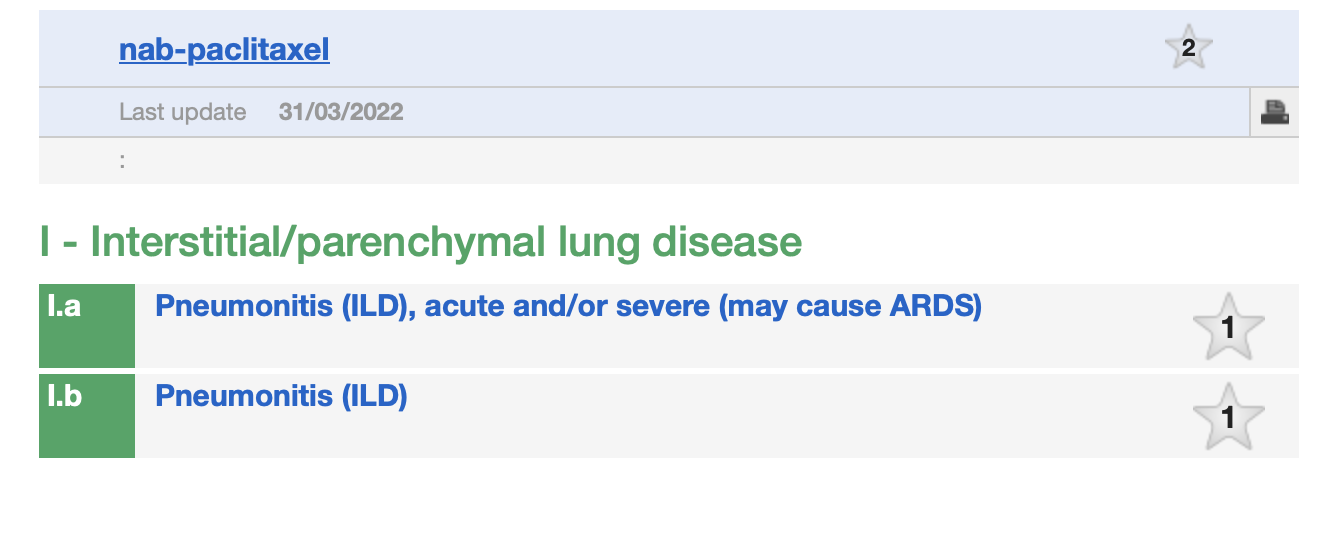 nab-paclitaxel 2
Last update 31/03/2022
:
I - Interstitial/parenchymal lung disease
I.a Pneumonitis (ILD), acute and/or severe (may cause ARDS) 1
I.b Pneumonitis (ILD) 1